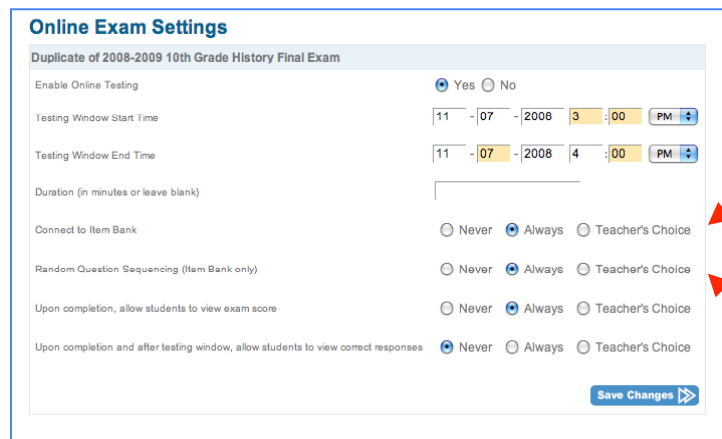 Online Exam Settings
Duplicate of 2008-2009 10th Grade History Final Exam
Enable Online Testing Yes No
Testing Window Start Time 11 - 07 - 2008 3 : 00 PM
Testing Window End Time 11 - 07 - 2008 4 : 00 PM
Duration (in minutes or leave blank)
Connect to Item Bank Never Always Teacher's Choice
Random Question Sequencing (Item Bank only) Never Always Teacher's Choice
Upon completion, allow students to view exam score Never Always Teacher's Choice
Upon completion and after testing window, allow students to view correct responses Never Always Teacher's Choice
Save Changes